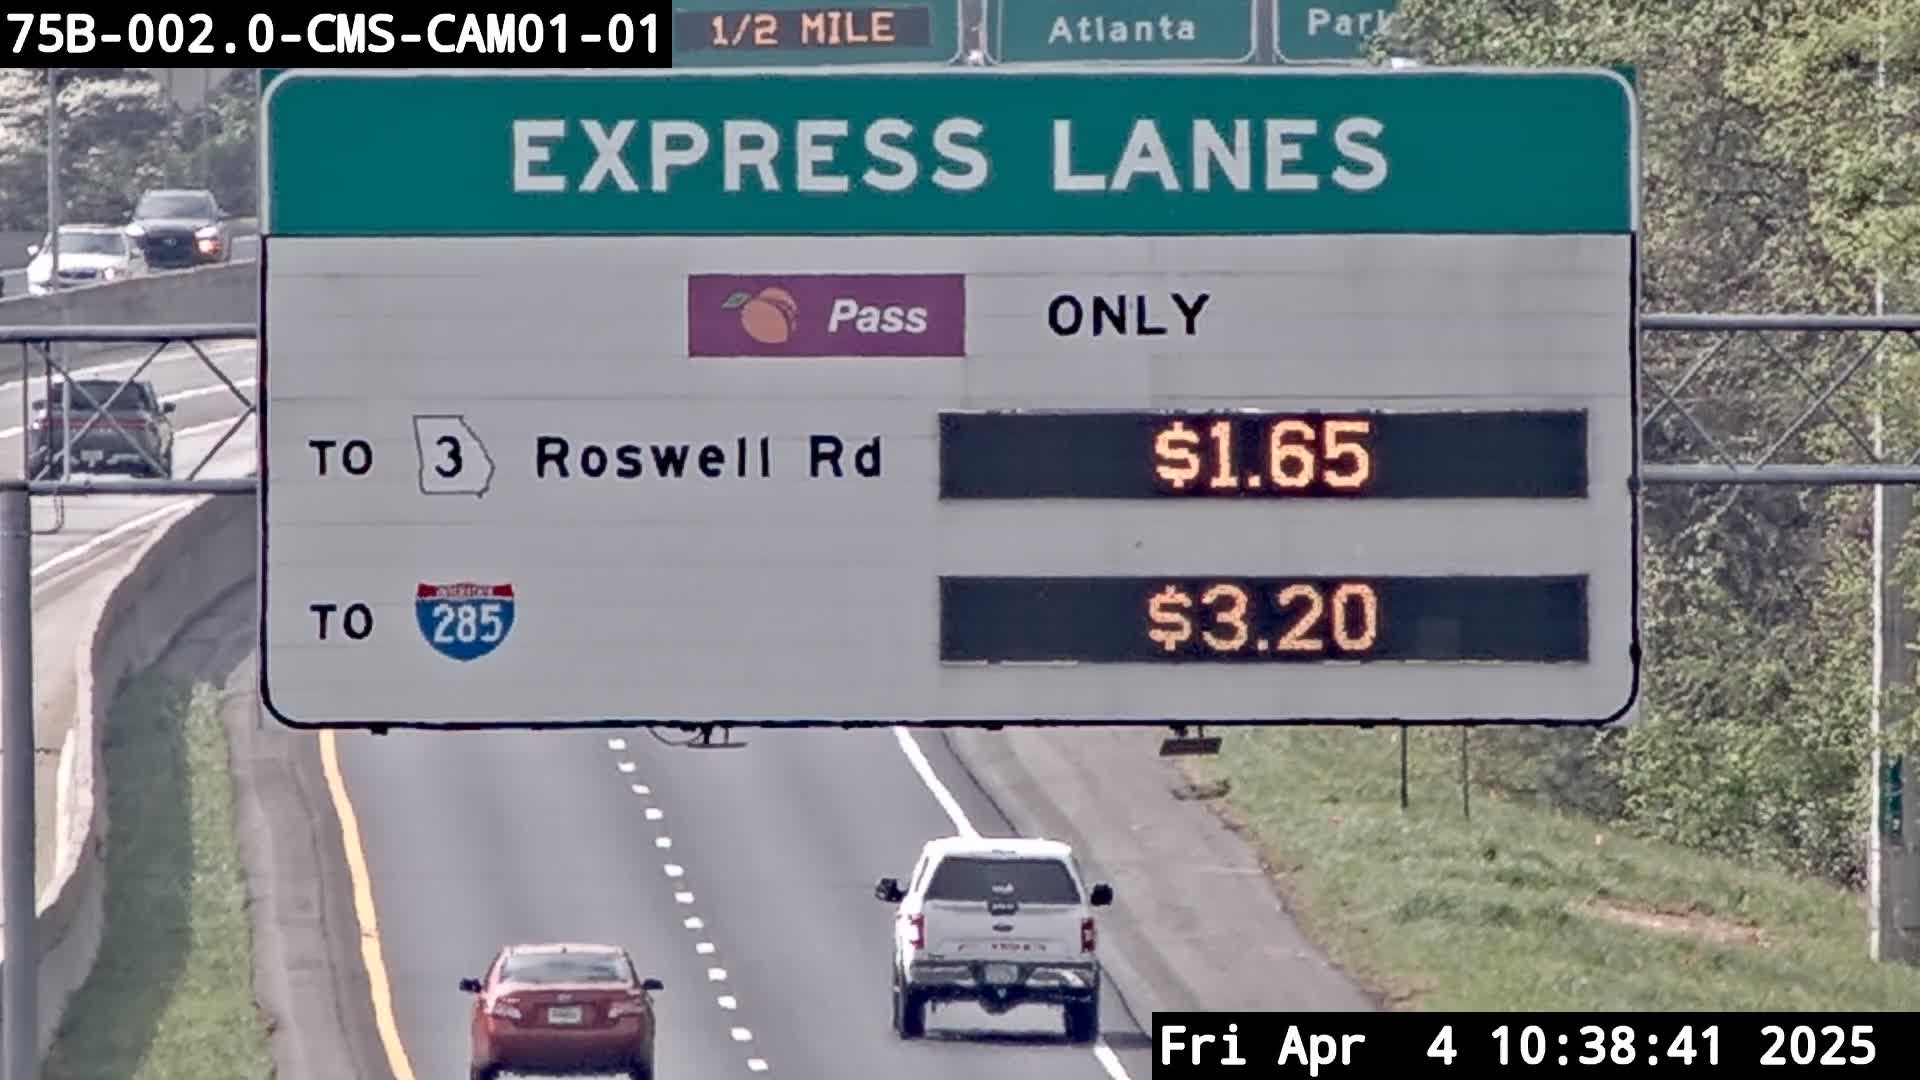 75B-002.0-CMS-CAM01-01
1/2 MILE
Atlanta
Park
EXPRESS LANES
Pass ONLY
TO 3 Roswell Rd $1.65
TO INTERSTATE 285 $3.20
Fri Apr 4 10:38:41 2025